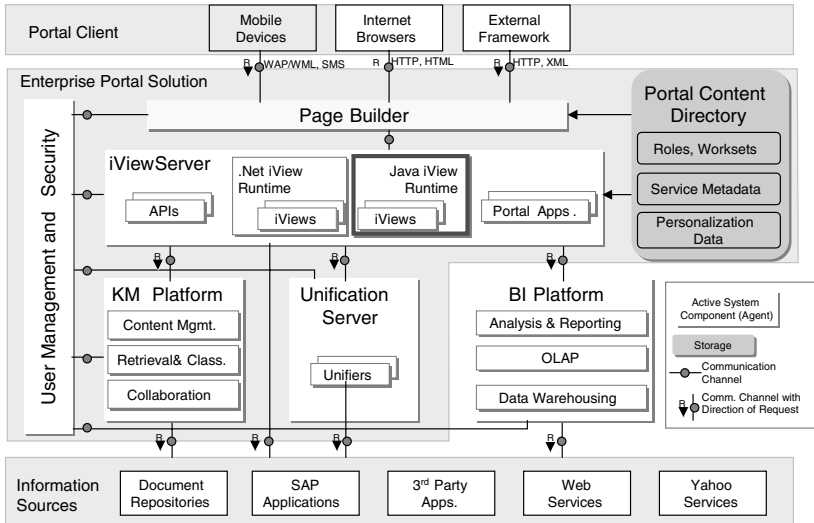 Portal Client
Mobile
Devices
Internet
Browsers
External
Framework
R
WAP/WML, SMS
R
HTTP, HTML
R
HTTP, XML
Enterprise Portal Solution
User Management and Security
Page Builder
Portal Content
Directory
Roles, Worksets
Service Metadata
Personalization
Data
iViewServer
APIs
.Net iView
Runtime
iViews
Java iView
Runtime
iViews
Portal Apps .
R
R
R
KM Platform
Content Mgmt.
Retrieval& Class.
Collaboration
Unification
Server
Unifiers
BI Platform
Analysis & Reporting
OLAP
Data Warehousing
Active System
Component (Agent)
Storage
Communication
Channel
R
Comm. Channel with
Direction of Request
R
R
R
R
Information
Sources
Document
Repositories
SAP
Applications
3rd Party
Apps.
Web
Services
Yahoo
Services